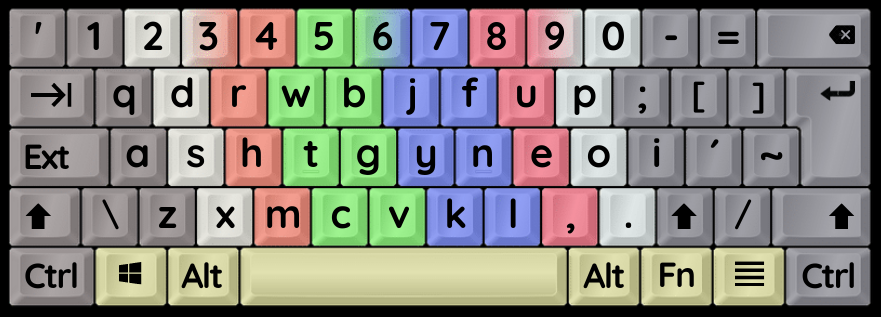 ' 1 2 3 4 5 6 7 8 9 0 - =
q d r w b j f u p ; [ ]
Ext a s h t g y n e o i ´ ~
\ z x m c v k l , . /
Ctrl Alt Alt Fn Ctrl